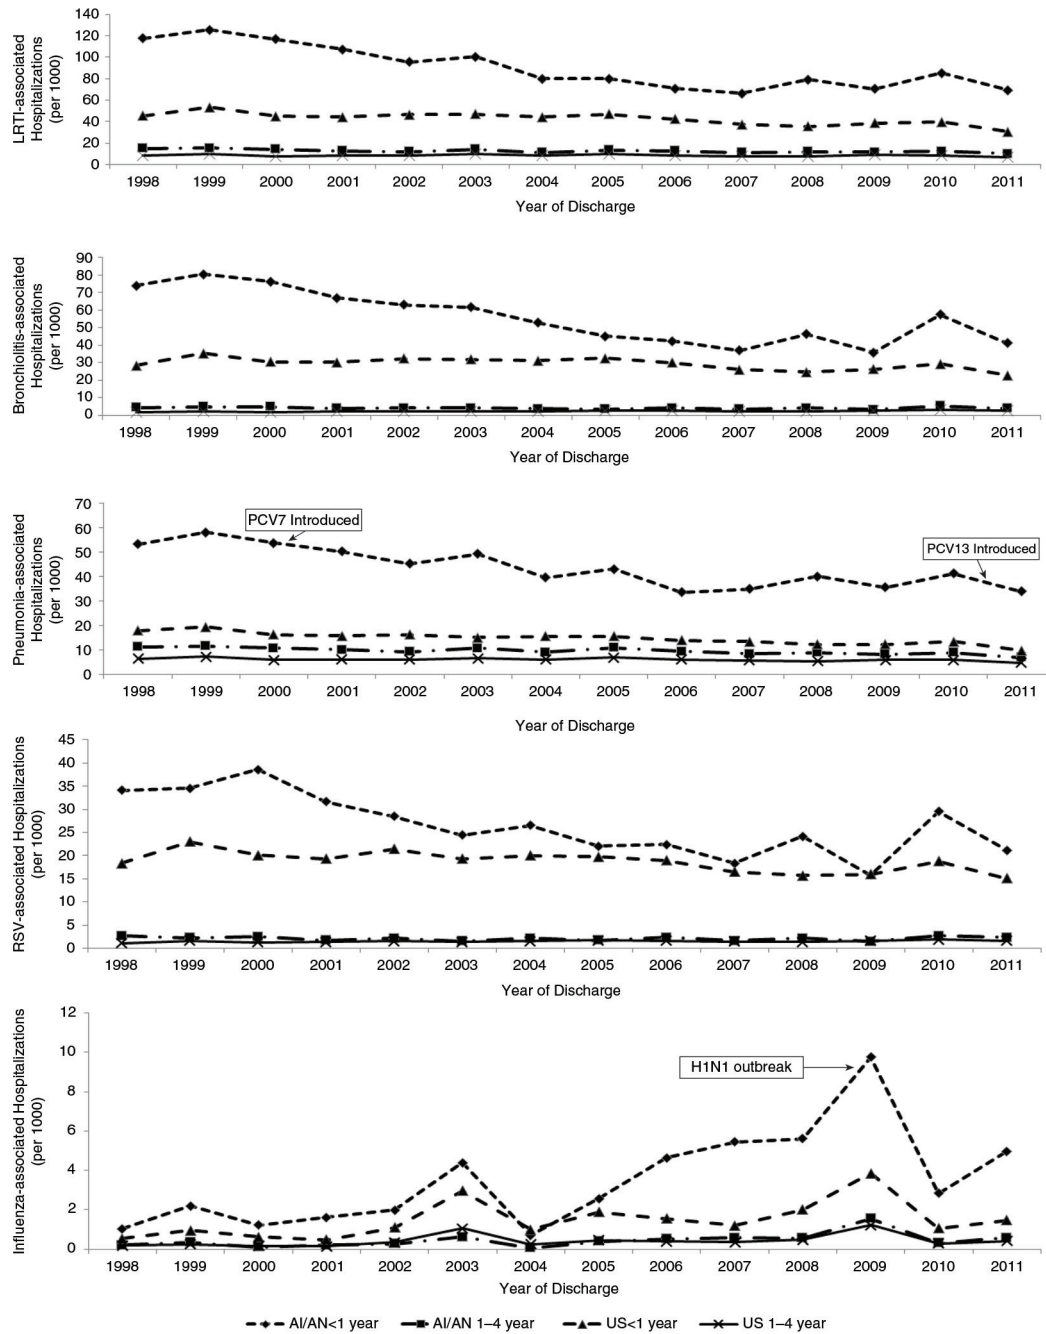 LRTI-associated
Hospitalizations
(per 1000)
140
120
100
80
60
40
20
0
1998 1999 2000 2001 2002 2003 2004 2005 2006 2007 2008 2009 2010 2011
Year of Discharge
Bronchiolitis-associated
Hospitalizations
(per 1000)
90
80
70
60
50
40
30
20
10
0
1998 1999 2000 2001 2002 2003 2004 2005 2006 2007 2008 2009 2010 2011
Year of Discharge
Pneumonia-associated
Hospitalizations
(per 1000)
70
60
50
40
30
20
10
0
PCV7 Introduced
PCV13 Introduced
1998 1999 2000 2001 2002 2003 2004 2005 2006 2007 2008 2009 2010 2011
Year of Discharge
RSV-associated Hospitalizations
(per 1000)
45
40
35
30
25
20
15
10
5
0
1998 1999 2000 2001 2002 2003 2004 2005 2006 2007 2008 2009 2010 2011
Year of Discharge
Influenza-associated Hospitalizations
(per 1000)
12
10
8
6
4
2
0
H1N1 outbreak
1998 1999 2000 2001 2002 2003 2004 2005 2006 2007 2008 2009 2010 2011
Year of Discharge
AI/AN<1 year AI/AN 1–4 year US<1 year US 1–4 year